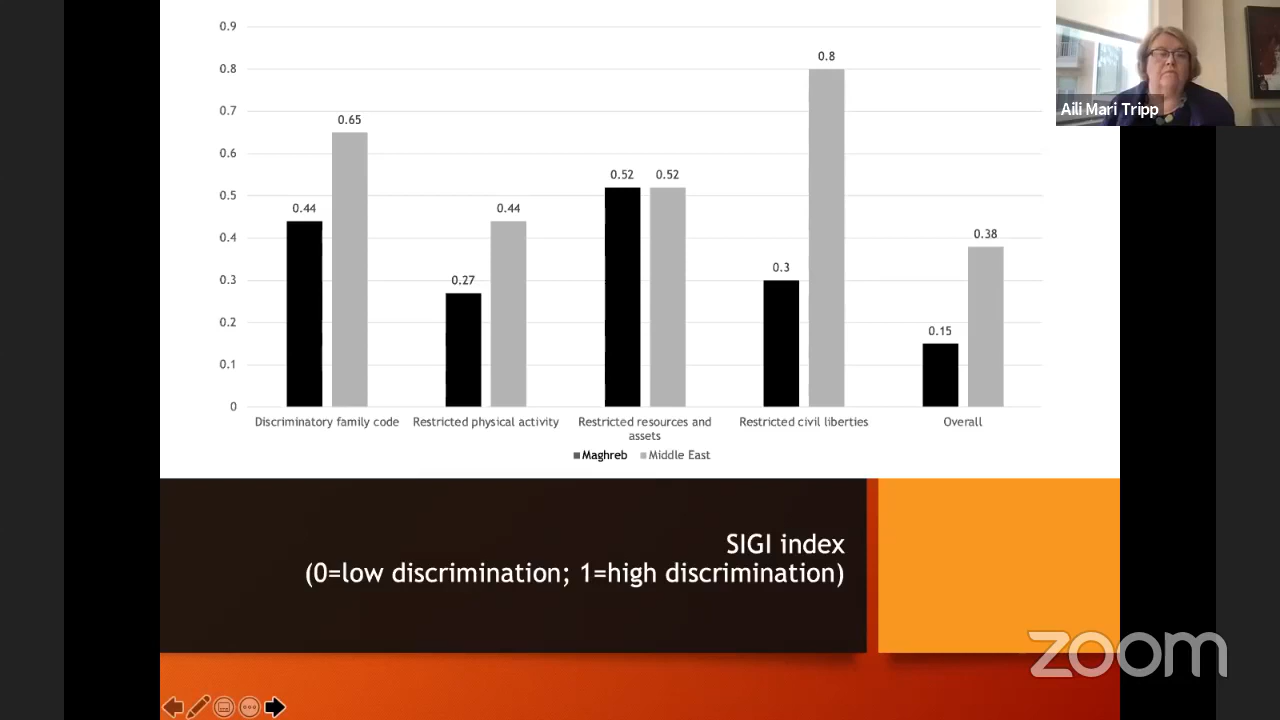 0.9
0.8
0.7
0.6
0.5
0.4
0.3
0.2
0.1
0
0.44
0.65
0.27
0.44
0.52
0.52
0.3
0.8
0.15
0.38
Discriminatory family code
Restricted physical activity
Restricted resources and
assets
Restricted civil liberties
Overall
Maghreb
Middle East
Aili Mari Tripp
SIGI index
(0=low discrimination; 1=high discrimination)
zoom